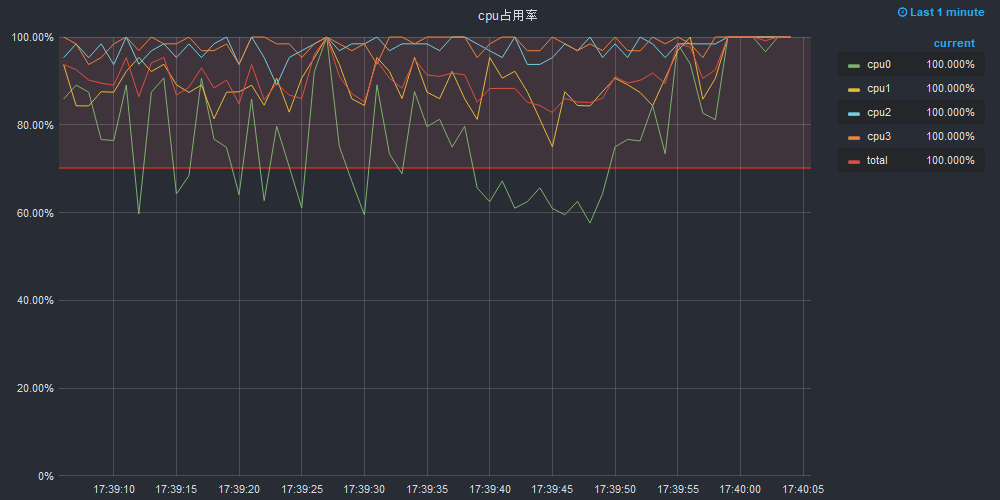 cpu占用率
Last 1 minute
current
cpu0 100.000%
cpu1 100.000%
cpu2 100.000%
cpu3 100.000%
total 100.000%
100.00%
80.00%
60.00%
40.00%
20.00%
0%
17:39:10 17:39:15 17:39:20 17:39:25 17:39:30 17:39:35 17:39:40 17:39:45 17:39:50 17:39:55 17:40:00 17:40:05